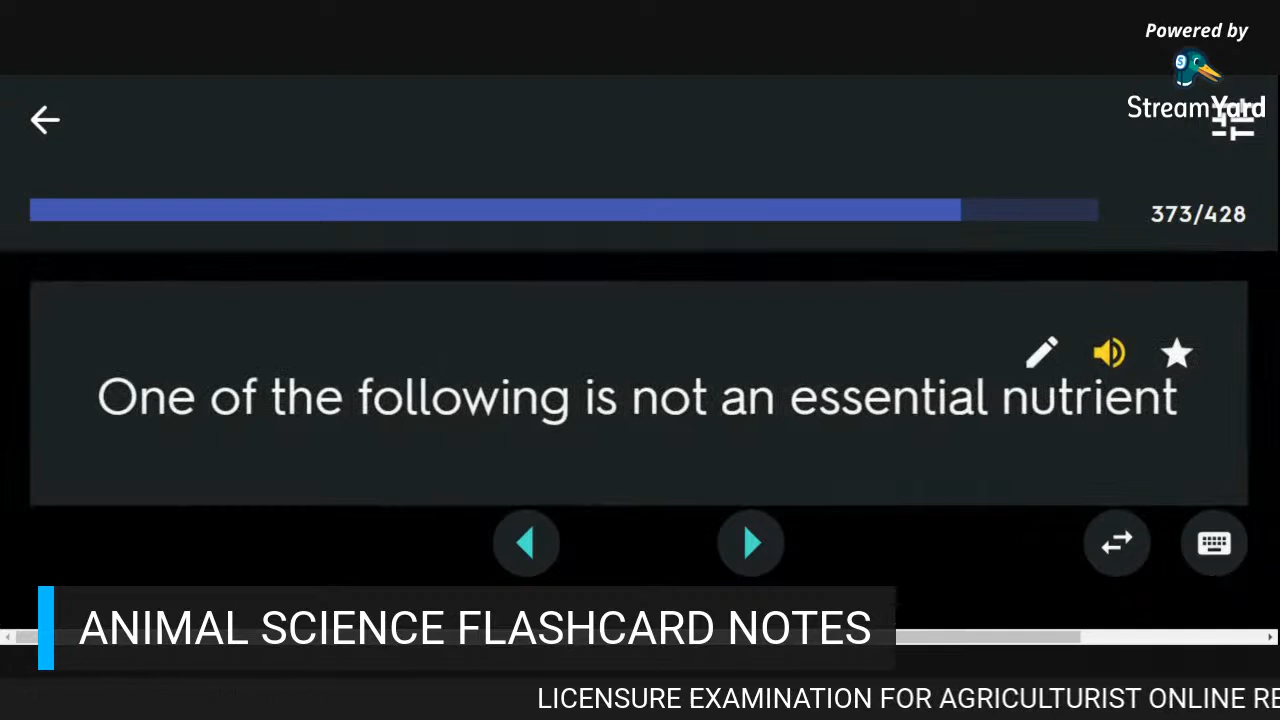 Powered by
StreamYard
373/428
One of the following is not an essential nutrient
ANIMAL SCIENCE FLASHCARD NOTES
LICENSURE EXAMINATION FOR AGRICULTURIST ONLINE RE